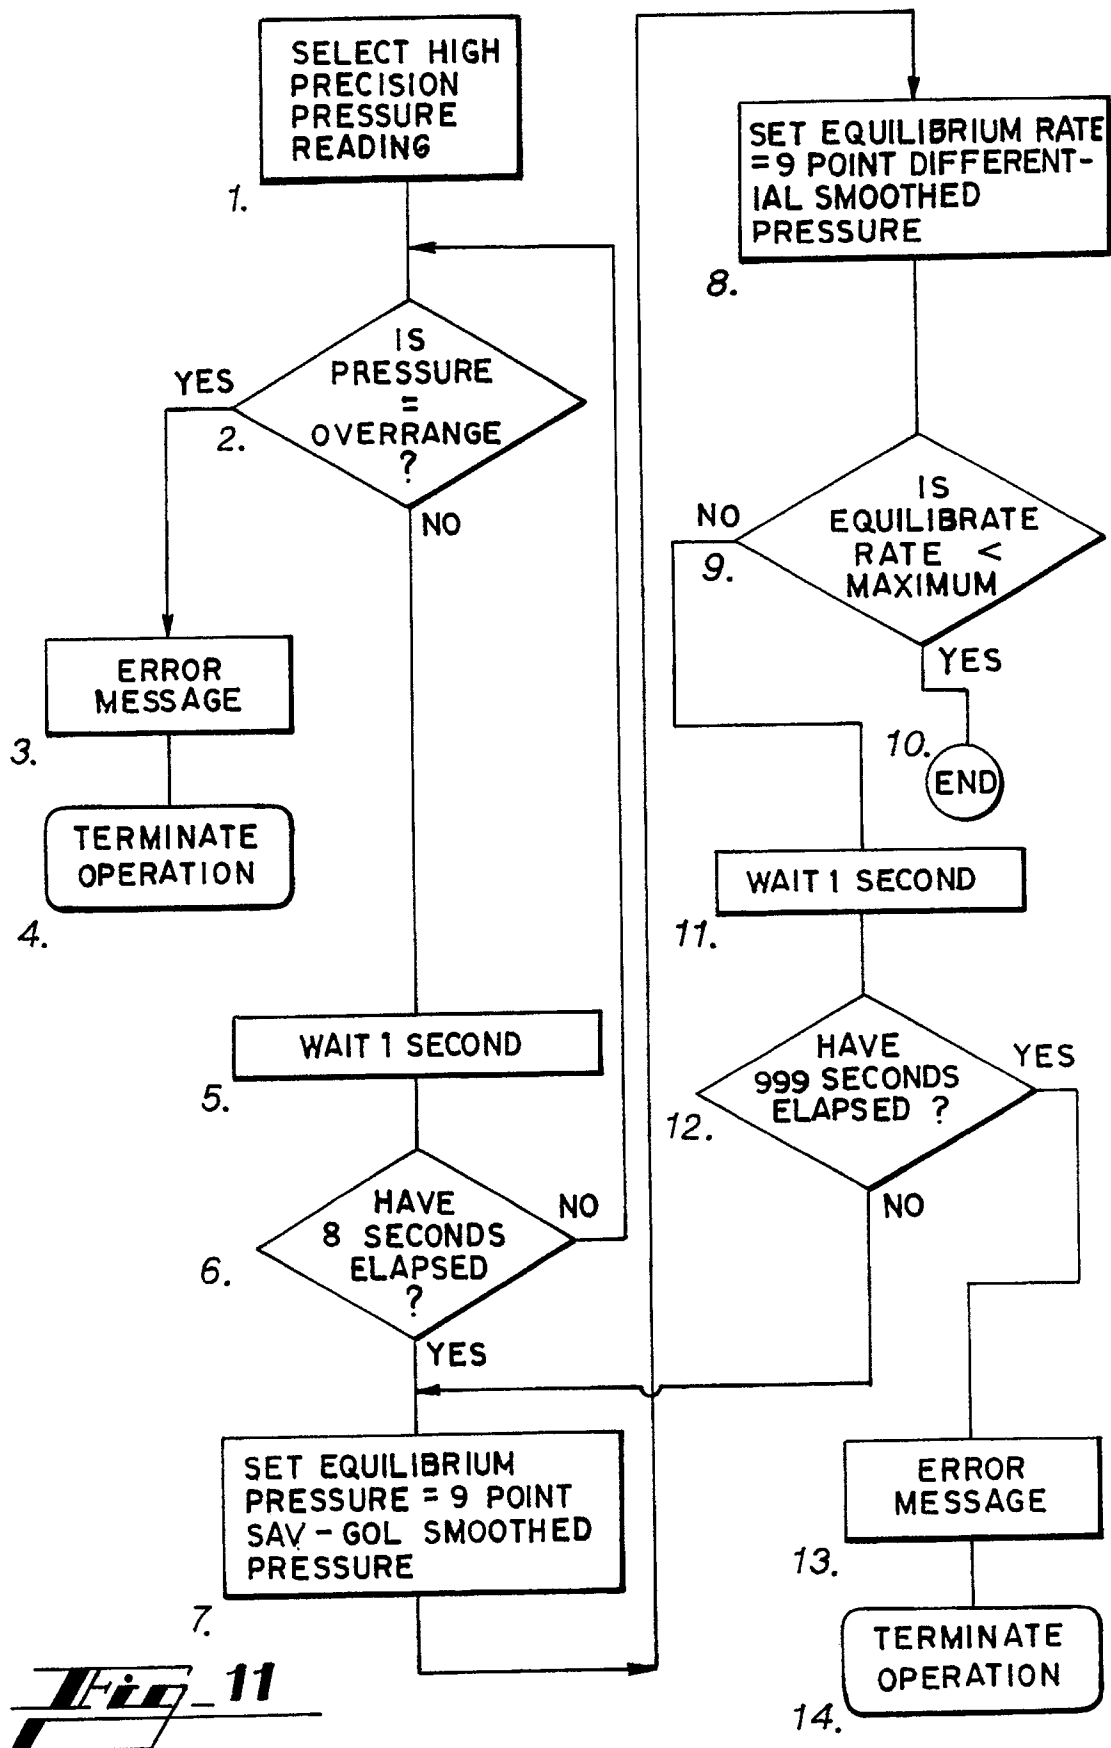 SELECT HIGH
PRECISION
PRESSURE
READING
1.
IS
PRESSURE
=
OVERRANGE
?
YES
2.
NO
ERROR
MESSAGE
3.
TERMINATE
OPERATION
4.
WAIT 1 SECOND
5.
HAVE
8 SECONDS
ELAPSED
?
NO
6.
YES
SET EQUILIBRIUM
PRESSURE = 9 POINT
SAV-GOL SMOOTHED
PRESSURE
7.
SET EQUILIBRIUM RATE
= 9 POINT DIFFERENT-
IAL SMOOTHED
PRESSURE
8.
IS
EQUILIBRATE
RATE <
MAXIMUM
NO
9.
YES
10.
END
WAIT 1 SECOND
11.
HAVE
999 SECONDS
ELAPSED ?
YES
12.
NO
ERROR
MESSAGE
13.
TERMINATE
OPERATION
14.
Fig_11